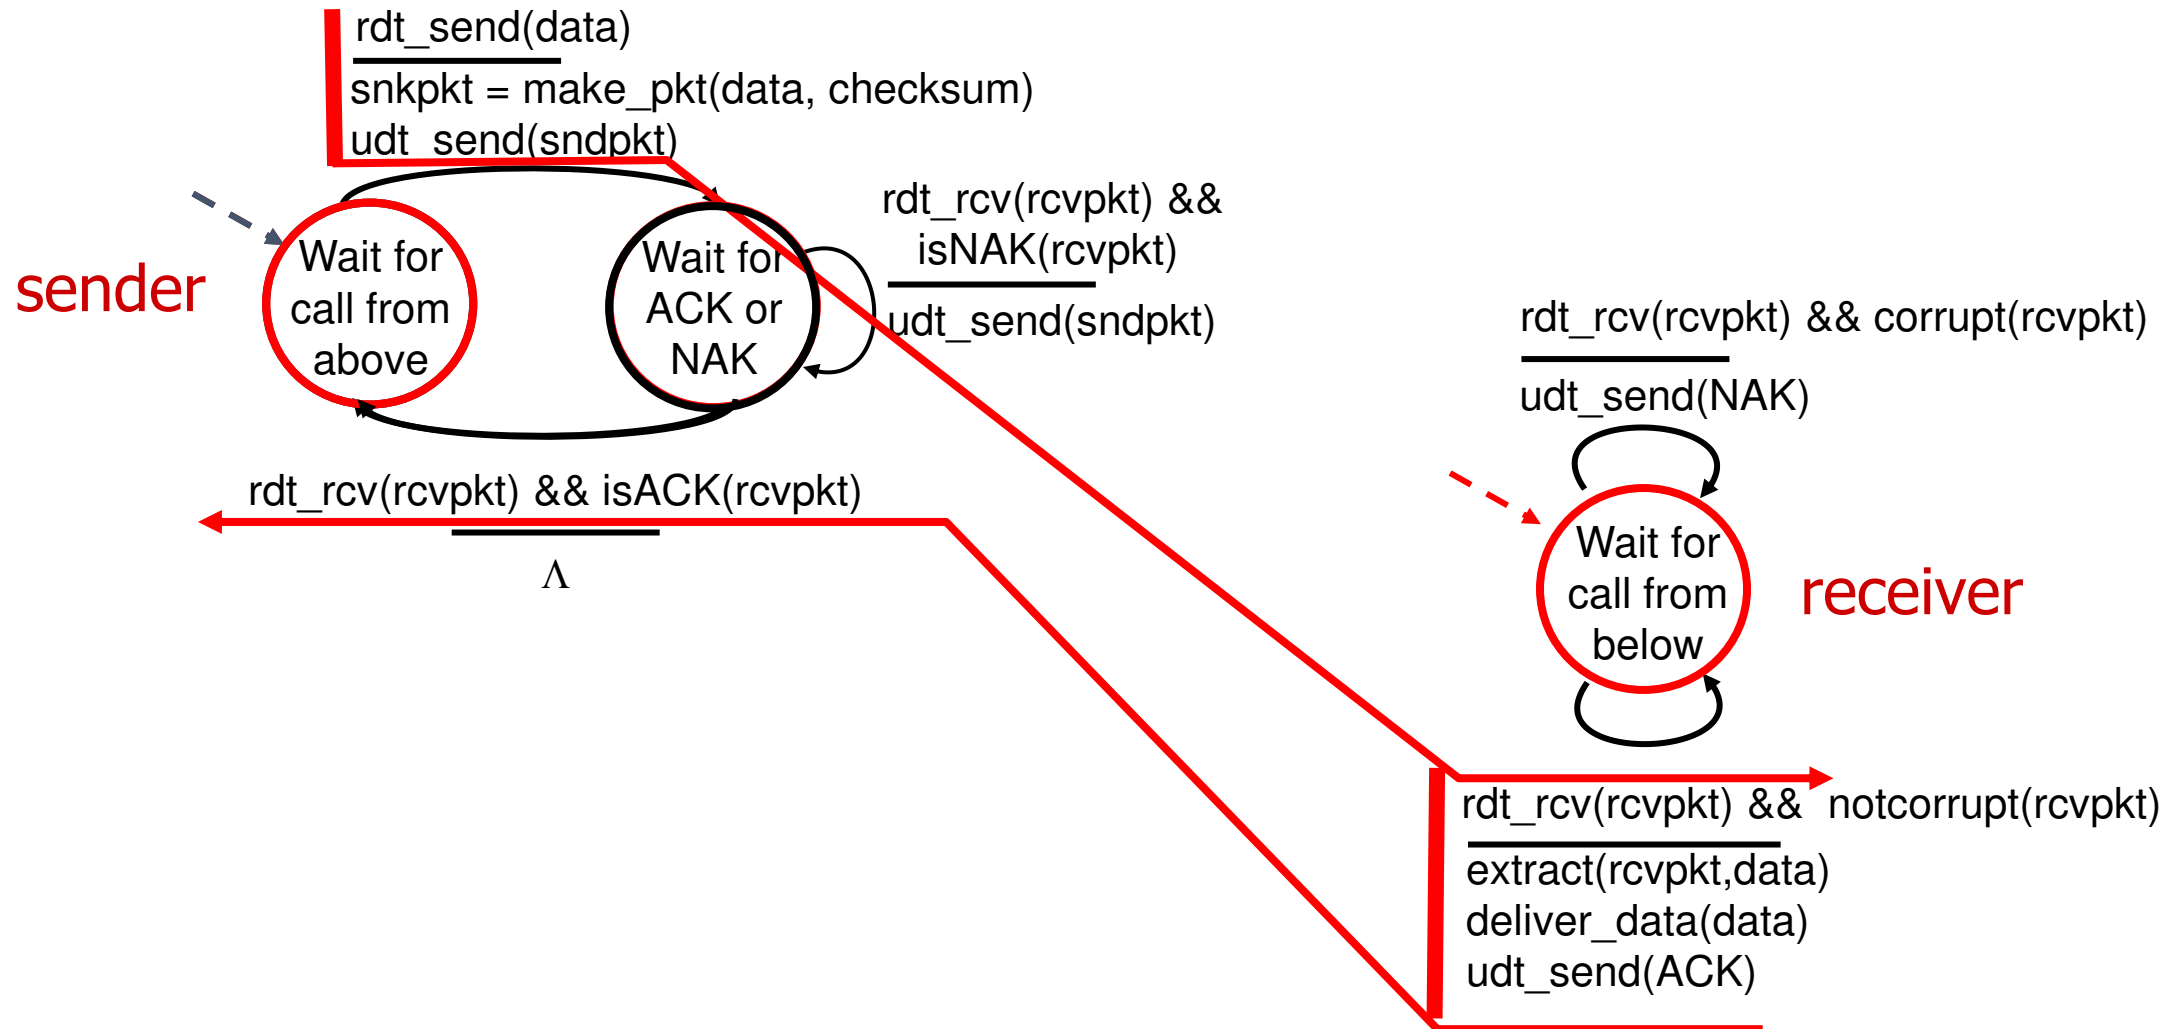 rdt_send(data)
snkpkt = make_pkt(data, checksum)
udt_send(sndpkt)
rdt_rcv(rcvpkt) &&
isNAK(rcvpkt)
udt_send(sndpkt)
sender
Wait for
call from
above
Wait for
ACK or
NAK
rdt_rcv(rcvpkt) && isACK(rcvpkt)
Λ
rdt_rcv(rcvpkt) && corrupt(rcvpkt)
udt_send(NAK)
Wait for
call from
below
receiver
rdt_rcv(rcvpkt) && notcorrupt(rcvpkt)
extract(rcvpkt,data)
deliver_data(data)
udt_send(ACK)